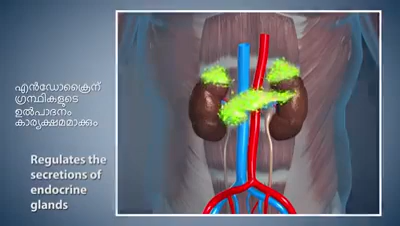 എൻഡോക്രൈന്
ഗ്രന്ഥികളുടെ
ഉൽപാദനം
കാര്യക്ഷമമാക്കും
Regulates the
secretions of
endocrine
glands